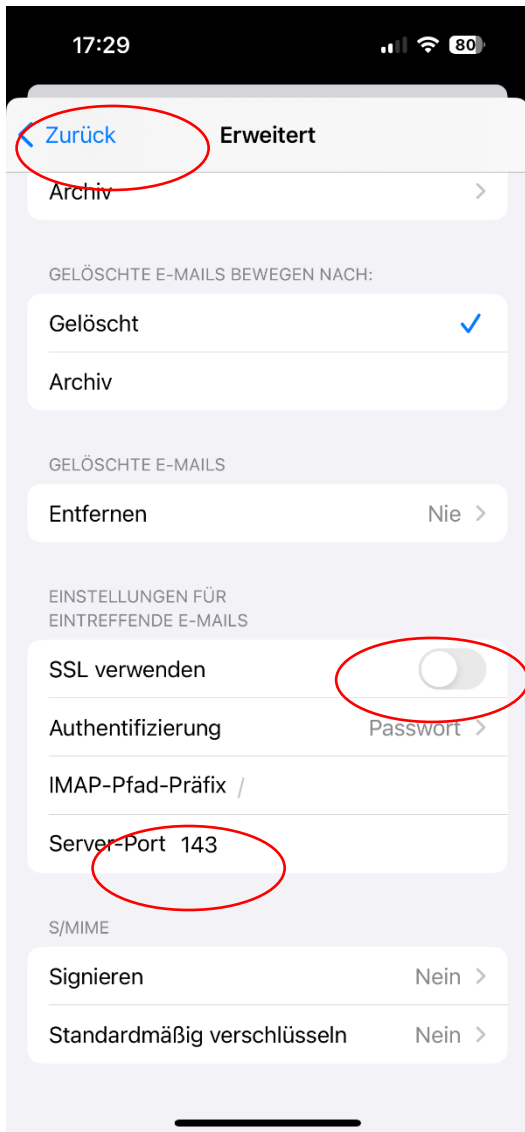 17:29
80
Zurück
Erweitert
Archiv
GELÖSCHTE E-MAILS BEWEGEN NACH:
Gelöscht
Archiv
GELÖSCHTE E-MAILS
Entfernen Nie
EINSTELLUNGEN FÜR
EINTREFFENDE E-MAILS
SSL verwenden
Authentifizierung Passwort
IMAP-Pfad-Präfix /
Server-Port 143
S/MIME
Signieren Nein
Standardmäßig verschlüsseln Nein